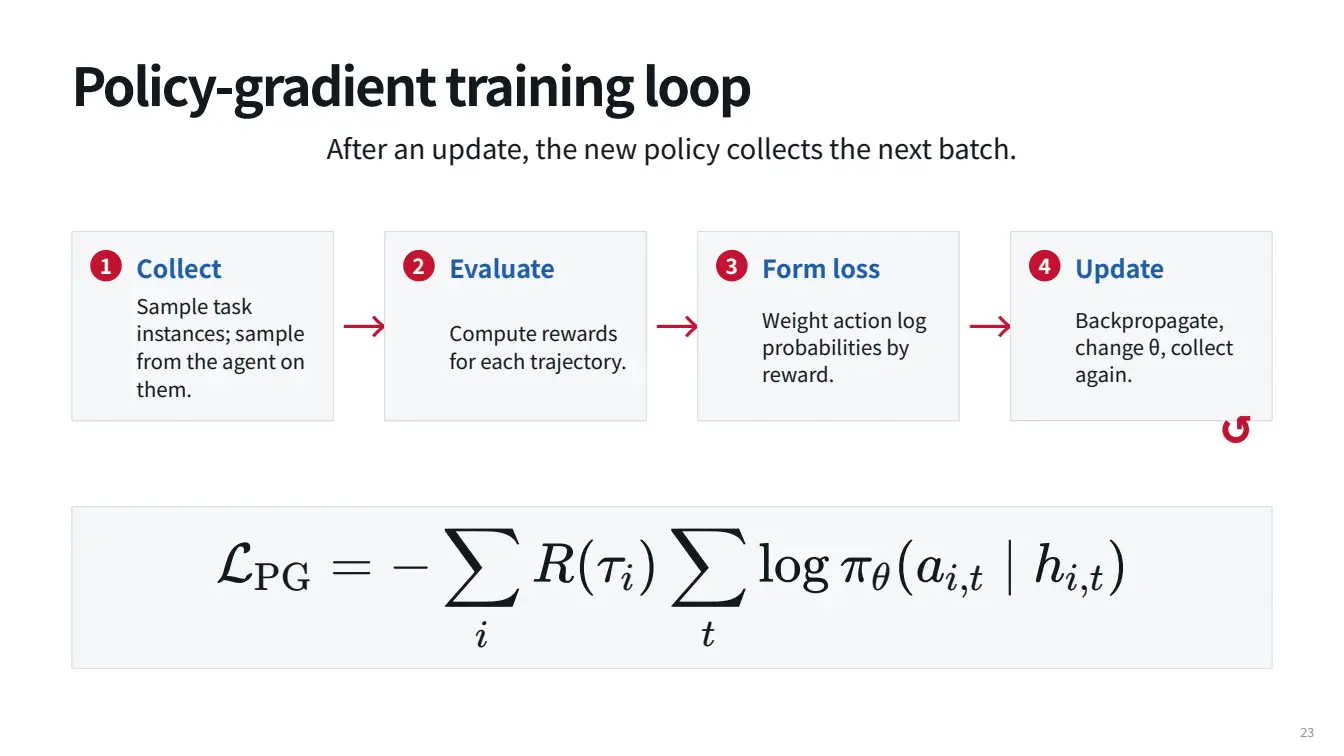 Policy-gradient training loop
After an update, the new policy collects the next batch.
1 Collect
Sample task
instances; sample
from the agent on
them.
→
2 Evaluate
Compute rewards
for each trajectory.
→
3 Form loss
Weight action log
probabilities by
reward.
→
4 Update
Backpropagate,
change θ, collect
again.
↺
ℒ_PG = − ∑_i R(τ_i) ∑_t log π_θ(a_{i,t} | h_{i,t})
23